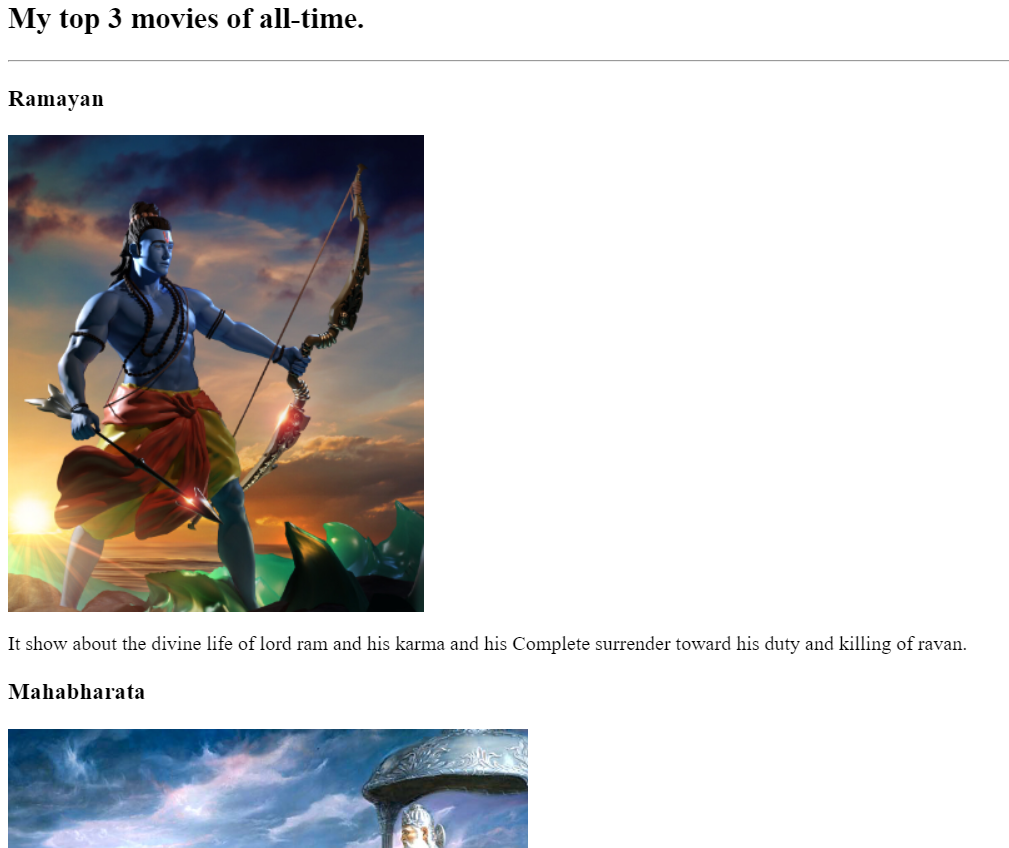 My top 3 movies of all-time.
Ramayan
It show about the divine life of lord ram and his karma and his Complete surrender toward his duty and killing of ravan.
Mahabharata